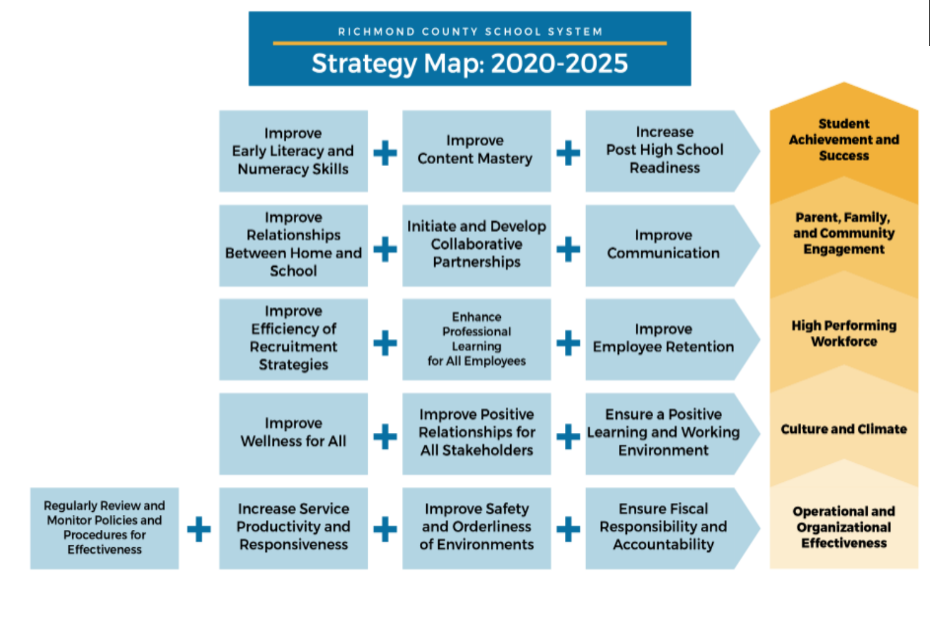 RICHMOND COUNTY SCHOOL SYSTEM
Strategy Map: 2020-2025
Improve
Early Literacy and
Numeracy Skills
Improve
Content Mastery
Increase
Post High School
Readiness
Student
Achievement and
Success
Improve
Relationships
Between Home and
School
Initiate and Develop
Collaborative
Partnerships
Improve
Communication
Parent, Family,
and Community
Engagement
Improve
Efficiency of
Recruitment
Strategies
Enhance
Professional
Learning
for All Employees
Improve
Employee Retention
High Performing
Workforce
Improve
Wellness for All
Improve Positive
Relationships for
All Stakeholders
Ensure a Positive
Learning and Working
Environment
Culture and Climate
Regularly Review and
Monitor Policies and
Procedures for
Effectiveness
Increase Service
Productivity and
Responsiveness
Improve Safety
and Orderliness
of Environments
Ensure Fiscal
Responsibility and
Accountability
Operational and
Organizational
Effectiveness